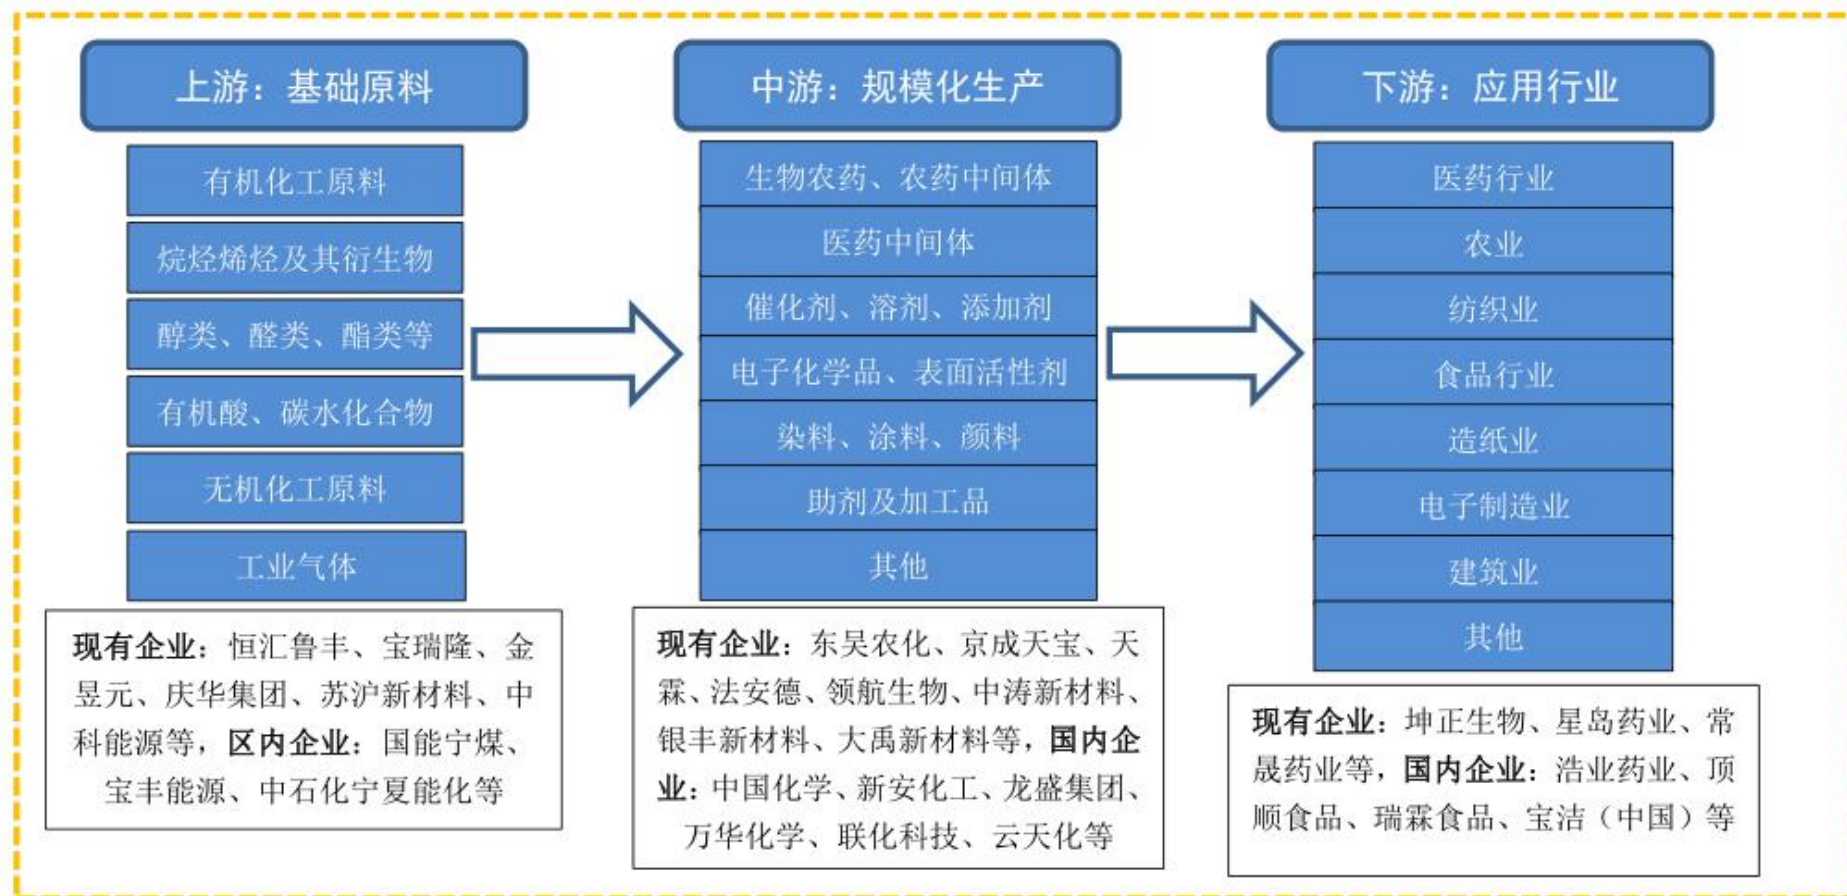 上游：基础原料
有机化工原料
烷烃烯烃及其衍生物
醇类、醛类、酯类等
有机酸、碳水化合物
无机化工原料
工业气体
现有企业：恒汇鲁丰、宝瑞隆、金
昱元、庆华集团、苏沪新材料、中
科能源等，区内企业：国能宁煤、
宝丰能源、中石化宁夏能化等
中游：规模化生产
生物农药、农药中间体
医药中间体
催化剂、溶剂、添加剂
电子化学品、表面活性剂
染料、涂料、颜料
助剂及加工品
其他
现有企业：东吴农化、京成天宝、天
霖、法安德、领航生物、中涛新材料、
银丰新材料、大禹新材料等，国内企
业：中国化学、新安化工、龙盛集团、
万华化学、联化科技、云天化等
下游：应用行业
医药行业
农业
纺织业
食品行业
造纸业
电子制造业
建筑业
其他
现有企业：坤正生物、星岛药业、常
晟药业等，国内企业：浩业药业、顶
顺食品、瑞霖食品、宝洁（中国）等